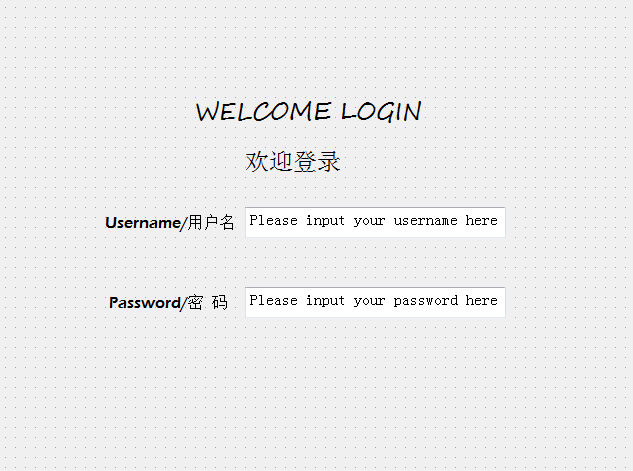 WELCOME LOGIN
欢迎登录
Username/用户名 Please input your username here
Password/密 码 Please input your password here